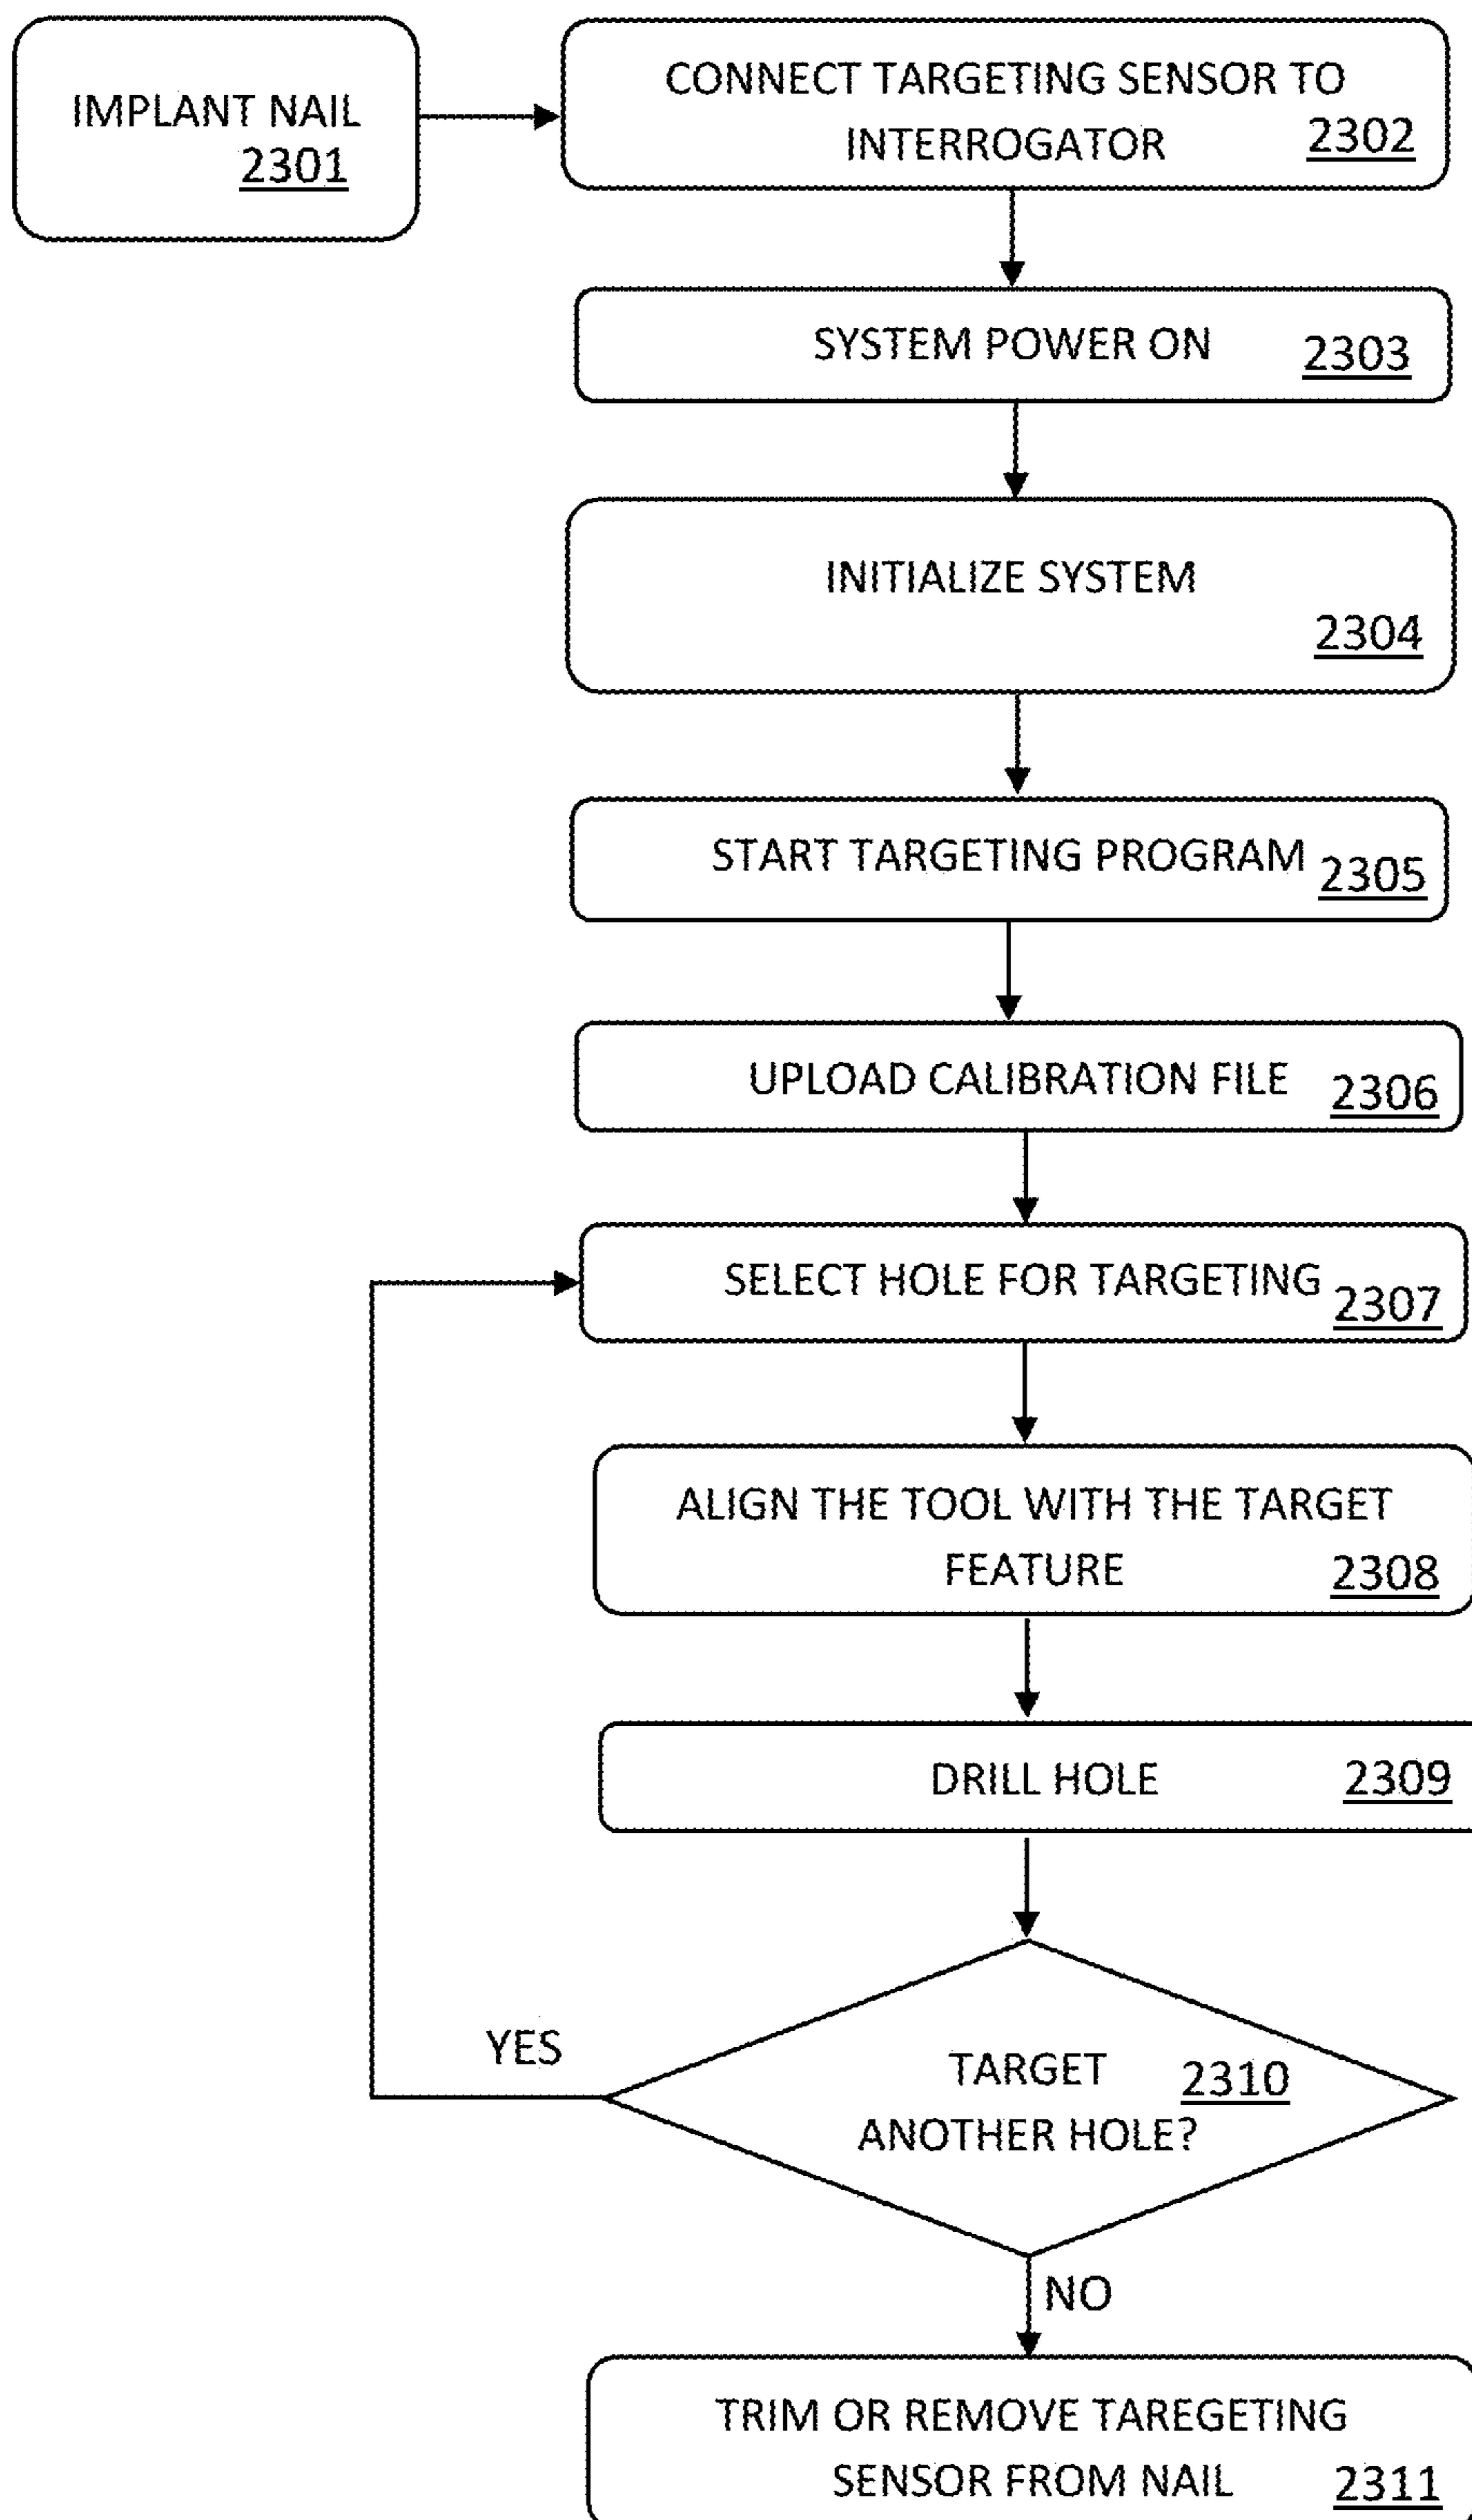 IMPLANT NAIL
2301
CONNECT TARGETING SENSOR TO
INTERROGATOR 2302
SYSTEM POWER ON 2303
INITIALIZE SYSTEM
2304
START TARGETING PROGRAM 2305
UPLOAD CALIBRATION FILE 2306
SELECT HOLE FOR TARGETING 2307
ALIGN THE TOOL WITH THE TARGET
FEATURE 2308
DRILL HOLE 2309
YES
TARGET 2310
ANOTHER HOLE?
NO
TRIM OR REMOVE TAREGETING
SENSOR FROM NAIL 2311